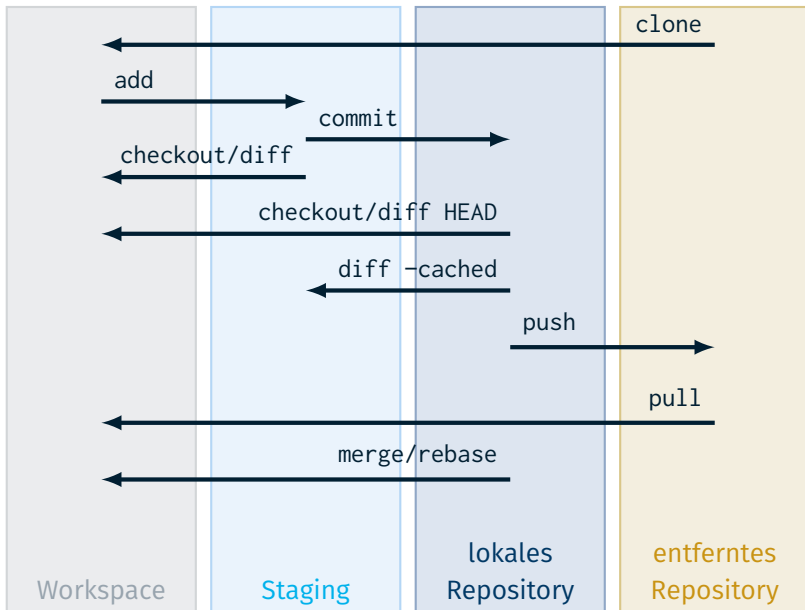 clone
add
commit
checkout/diff
checkout/diff HEAD
diff -cached
push
pull
merge/rebase
Workspace
Staging
lokales
Repository
entferntes
Repository